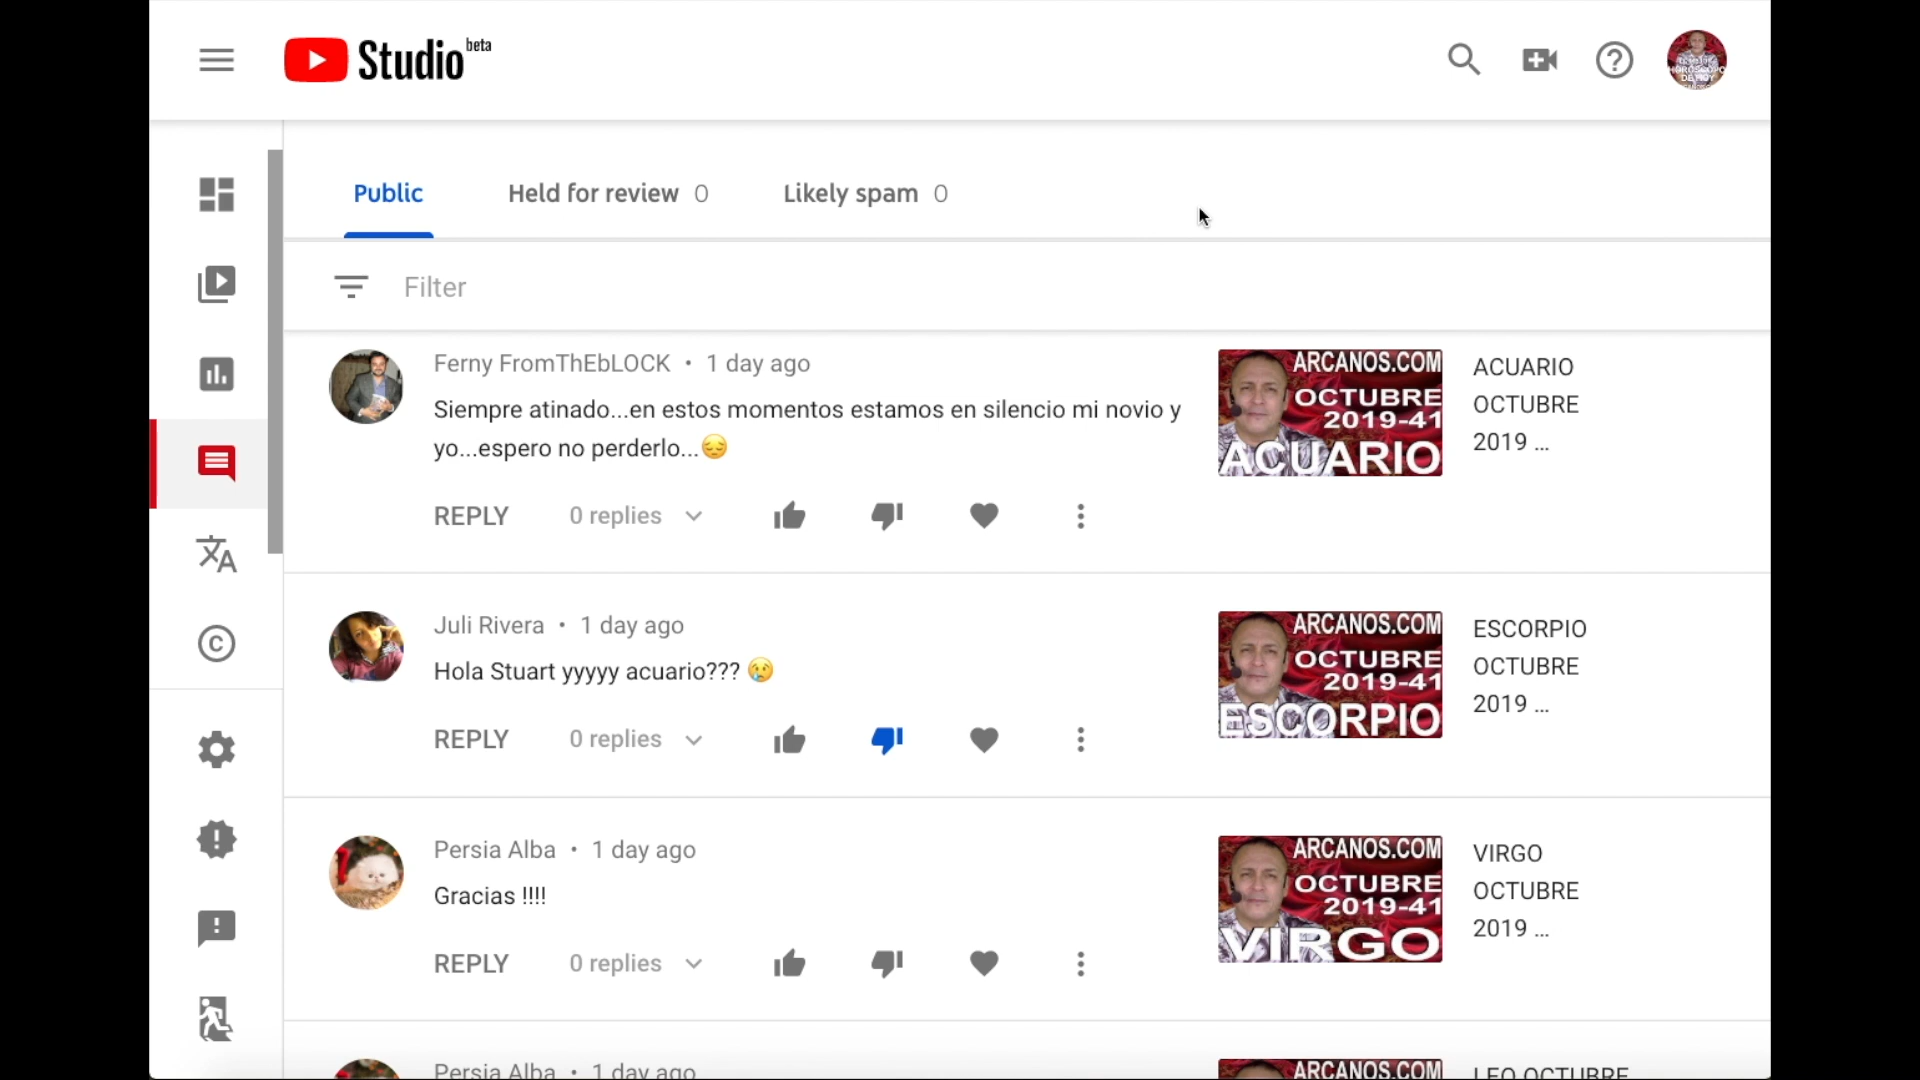 Studio beta
Public
Held for review 0
Likely spam 0
Filter
Ferny FromThEbLOCK • 1 day ago
Siempre atinado...en estos momentos estamos en silencio mi novio y
yo...espero no perderlo...😔
REPLY 0 replies
ARCANOS.COM
OCTUBRE
2019-41
ACUARIO
ACUARIO
OCTUBRE
2019 ...
Juli Rivera • 1 day ago
Hola Stuart yyyyy acuario??? 😢
REPLY 0 replies
ARCANOS.COM
OCTUBRE
2019-41
ESCORPIO
ESCORPIO
OCTUBRE
2019 ...
Persia Alba • 1 day ago
Gracias !!!!
REPLY 0 replies
ARCANOS.COM
OCTUBRE
2019-41
VIRGO
VIRGO
OCTUBRE
2019 ...
Persia Alba • 1 day ago
ARCANOS.COM
LEO OCTUBRE